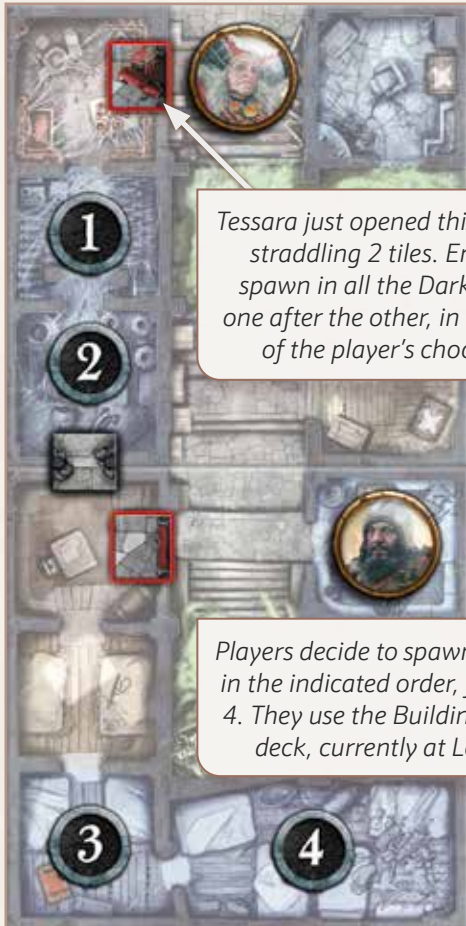 Tessara just opened thi
straddling 2 tiles. En
spawn in all the Dark
one after the other, in
of the player's choo
1
2
Players decide to spawn
in the indicated order,
4. They use the Buildin
deck, currently at L
3
4